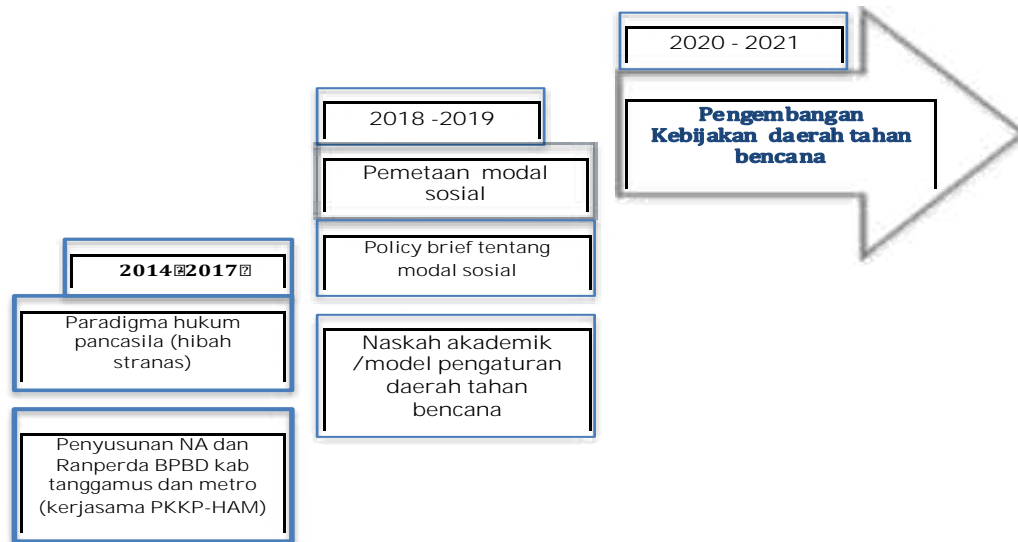 2014 2017
Paradigma hukum
pancasila (hibah
stranas)
Penyusunan NA dan
Ranperda BPBD kab
tanggamus dan metro
(kerjasama PKKP-HAM)
2018 -2019
Pemetaan modal
sosial
Policy brief tentang
modal sosial
Naskah akademik
/model pengaturan
daerah tahan
bencana
2020 - 2021
Pengembangan
Kebijakan daerah tahan
bencana